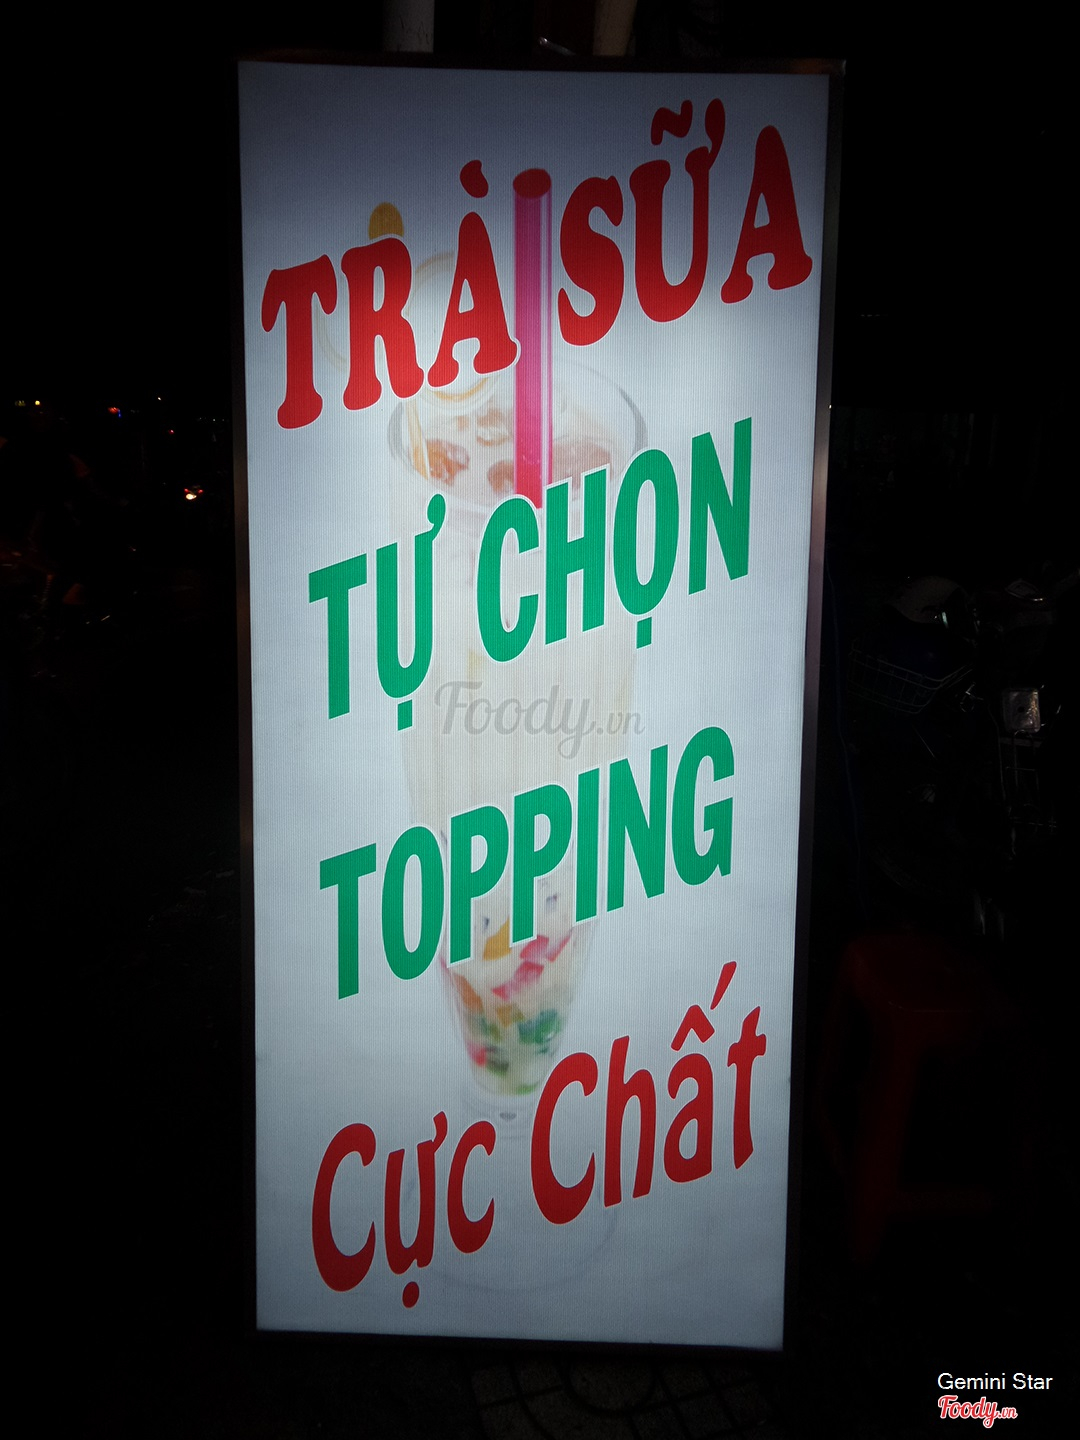 TRÀ SỮA
TỰ CHỌN
Foody.vn
TOPPING
Cực Chất
Gemini Star
Foody.vn